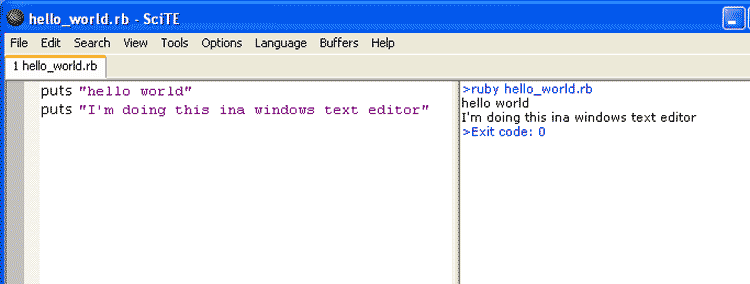 hello_world.rb - SciTE
File Edit Search View Tools Options Language Buffers Help
1 hello_world.rb
puts "hello world"
puts "I'm doing this ina windows text editor"
>ruby hello_world.rb
hello world
I'm doing this ina windows text editor
>Exit code: 0